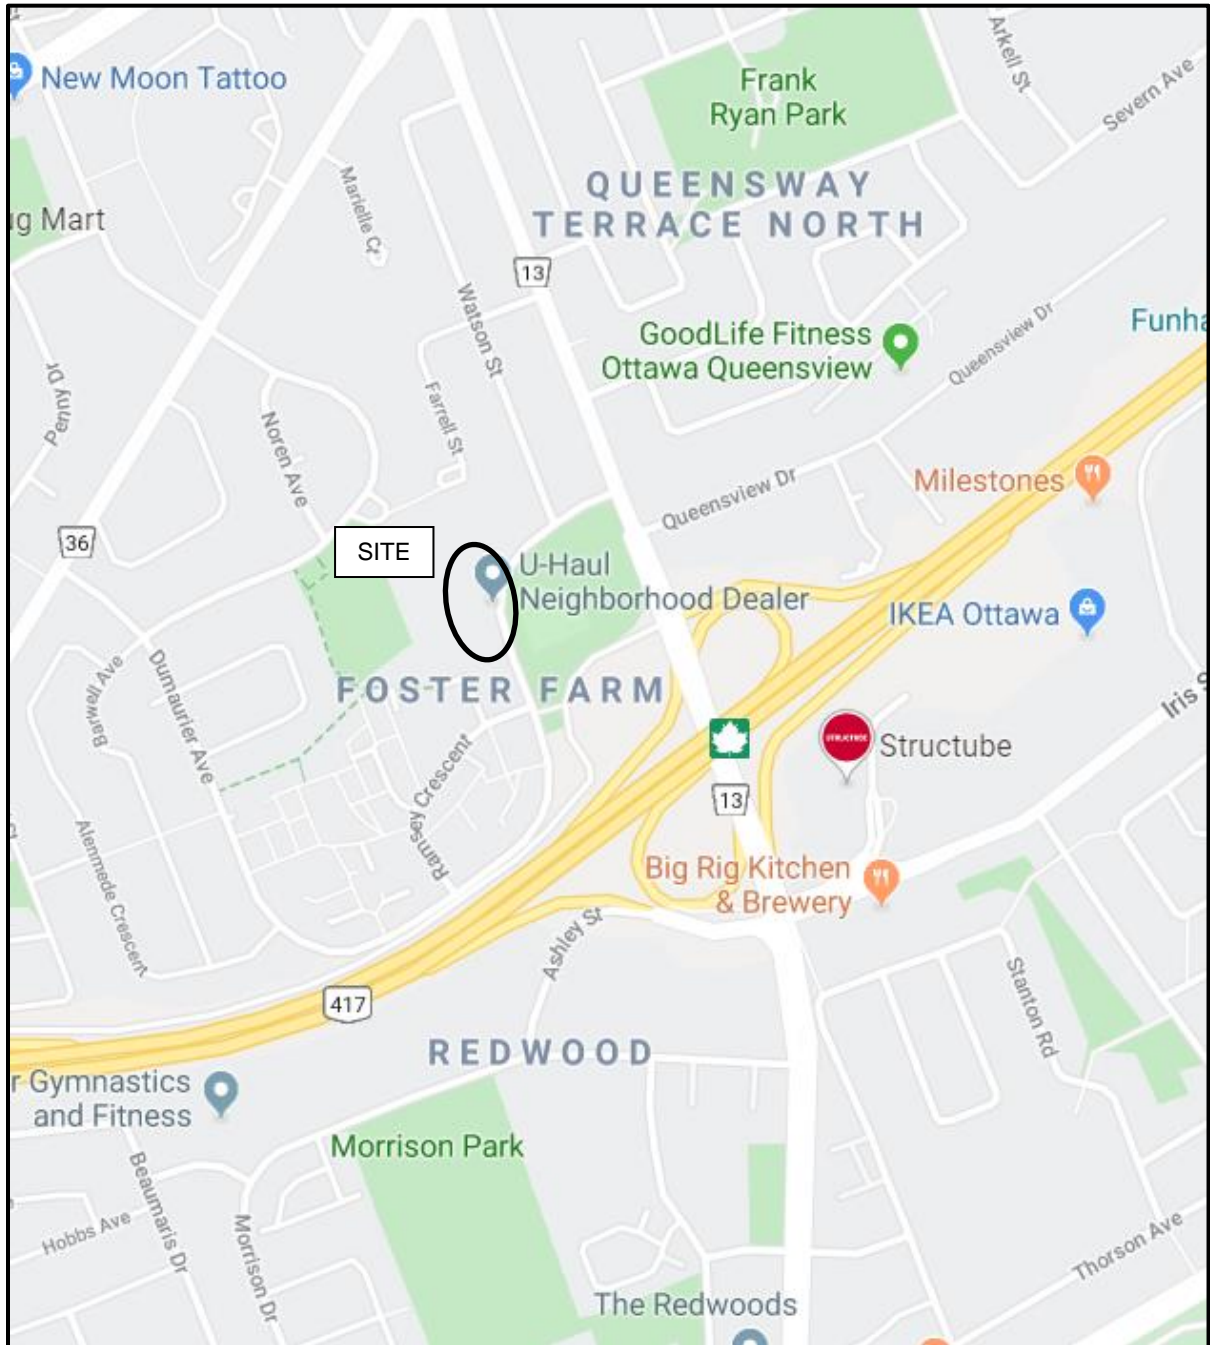 Arkell St
Frank
Ryan Park
New Moon Tattoo
Severn Ave
QUEENSWAY
TERRACE NORTH
Marielle Cr
Mart
13
Watson St
Queensview Dr
GoodLife Fitness
Ottawa Queensview
Penny Dr
Farrell St
Noren Ave
Milestones
Queensview Dr
36
SITE
U-Haul
Neighborhood Dealer
IKEA Ottawa
Barwell Ave
Dumaurier Ave
FOSTER FARM
Iris
Structube
STRUCTUBE
Ramsey Crescent
13
Alenmede Crescent
Big Rig Kitchen
& Brewery
Ashley St
417
Stanton Rd
REDWOOD
Gymnastics
and Fitness
Morrison Park
Beaumaris Dr
Hobbs Ave
Morrison Dr
Thorson Ave
The Redwoods